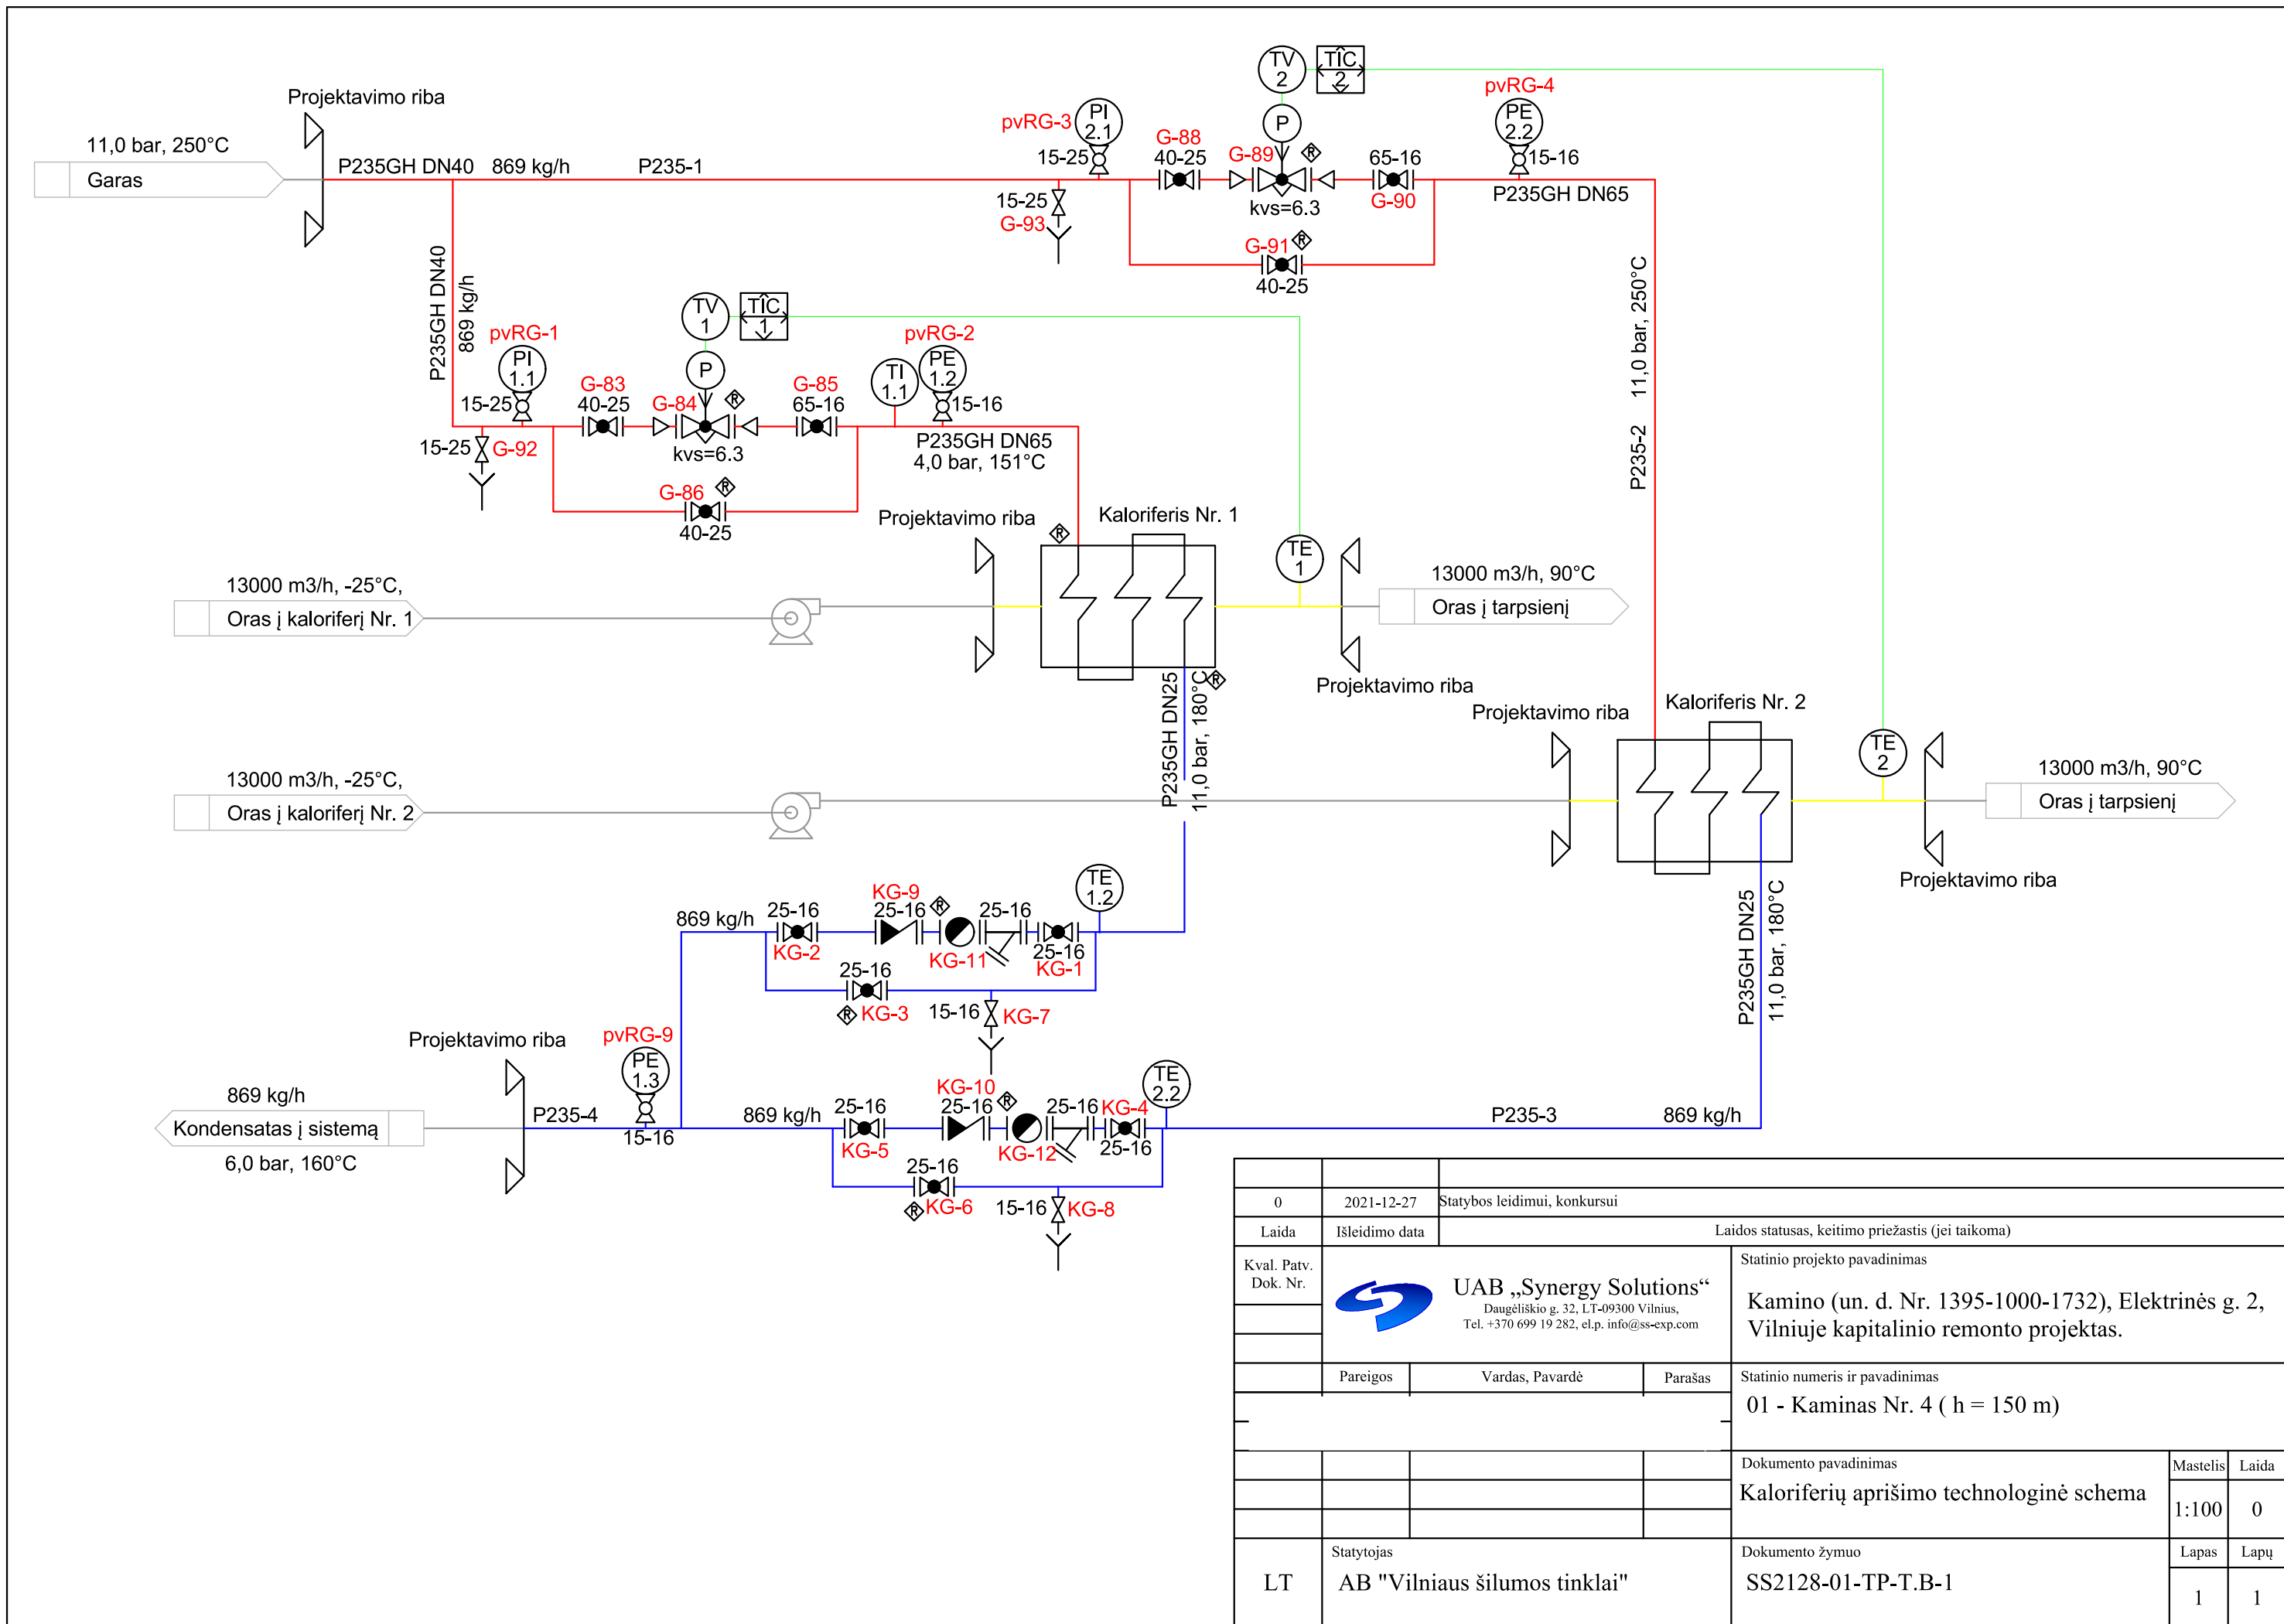 Projektavimo riba
11,0 bar, 250°C
Garas
P235GH DN40
869 kg/h
P235-1
pvRG-3
PI
2.1
15-25
15-25
G-93
G-88
40-25
TV
2
TIC
2
P
G-89
R
kvs=6.3
65-16
G-90
G-91
R
40-25
pvRG-4
PE
2.2
15-16
P235GH DN65
P235GH DN40
869 kg/h
pvRG-1
PI
1.1
15-25
15-25
G-92
G-83
40-25
TV
1
TIC
1
P
G-84
R
kvs=6.3
G-85
65-16
G-86
R
40-25
TI
1.1
pvRG-2
PE
1.2
15-16
P235GH DN65
4,0 bar, 151°C
P235-2
11,0 bar, 250°C
Projektavimo riba
R
Kaloriferis Nr. 1
TE
1
13000 m3/h, -25°C,
Oras į kaloriferį Nr. 1
13000 m3/h, 90°C
Oras į tarpsienį
Projektavimo riba
R
P235GH DN25
11,0 bar, 180°C
Projektavimo riba
Kaloriferis Nr. 2
TE
2
13000 m3/h, -25°C,
Oras į kaloriferį Nr. 2
13000 m3/h, 90°C
Oras į tarpsienį
Projektavimo riba
P235GH DN25
11,0 bar, 180°C
869 kg/h
25-16
KG-2
KG-9
25-16
R
KG-11
25-16
25-16
KG-1
TE
1.2
25-16
R
KG-3
15-16
KG-7
Projektavimo riba
pvRG-9
PE
1.3
15-16
869 kg/h
Kondensatas į sistemą
6,0 bar, 160°C
P235-4
869 kg/h
25-16
KG-5
KG-10
25-16
R
KG-12
25-16
KG-4
25-16
TE
2.2
25-16
R
KG-6
15-16
KG-8
P235-3
869 kg/h
0
2021-12-27
Statybos leidimui, konkursui
Laida
Išleidimo data
Laidos statusas, keitimo priežastis (jei taikoma)
Kval. Patv.
Dok. Nr.
UAB „Synergy Solutions“
Daugėliškio g. 32, LT-09300 Vilnius,
Tel. +370 699 19 282, el.p. info@ss-exp.com
Statinio projekto pavadinimas
Kamino (un. d. Nr. 1395-1000-1732), Elektrinės g. 2,
Vilniuje kapitalinio remonto projektas.
Pareigos
Vardas, Pavardė
Parašas
Statinio numeris ir pavadinimas
01 - Kaminas Nr. 4 ( h = 150 m)
Dokumento pavadinimas
Kaloriferių aprišimo technologinė schema
Mastelis
Laida
1:100
0
LT
Statytojas
AB "Vilniaus šilumos tinklai"
Dokumento žymuo
SS2128-01-TP-T.B-1
Lapas
Lapų
1
1